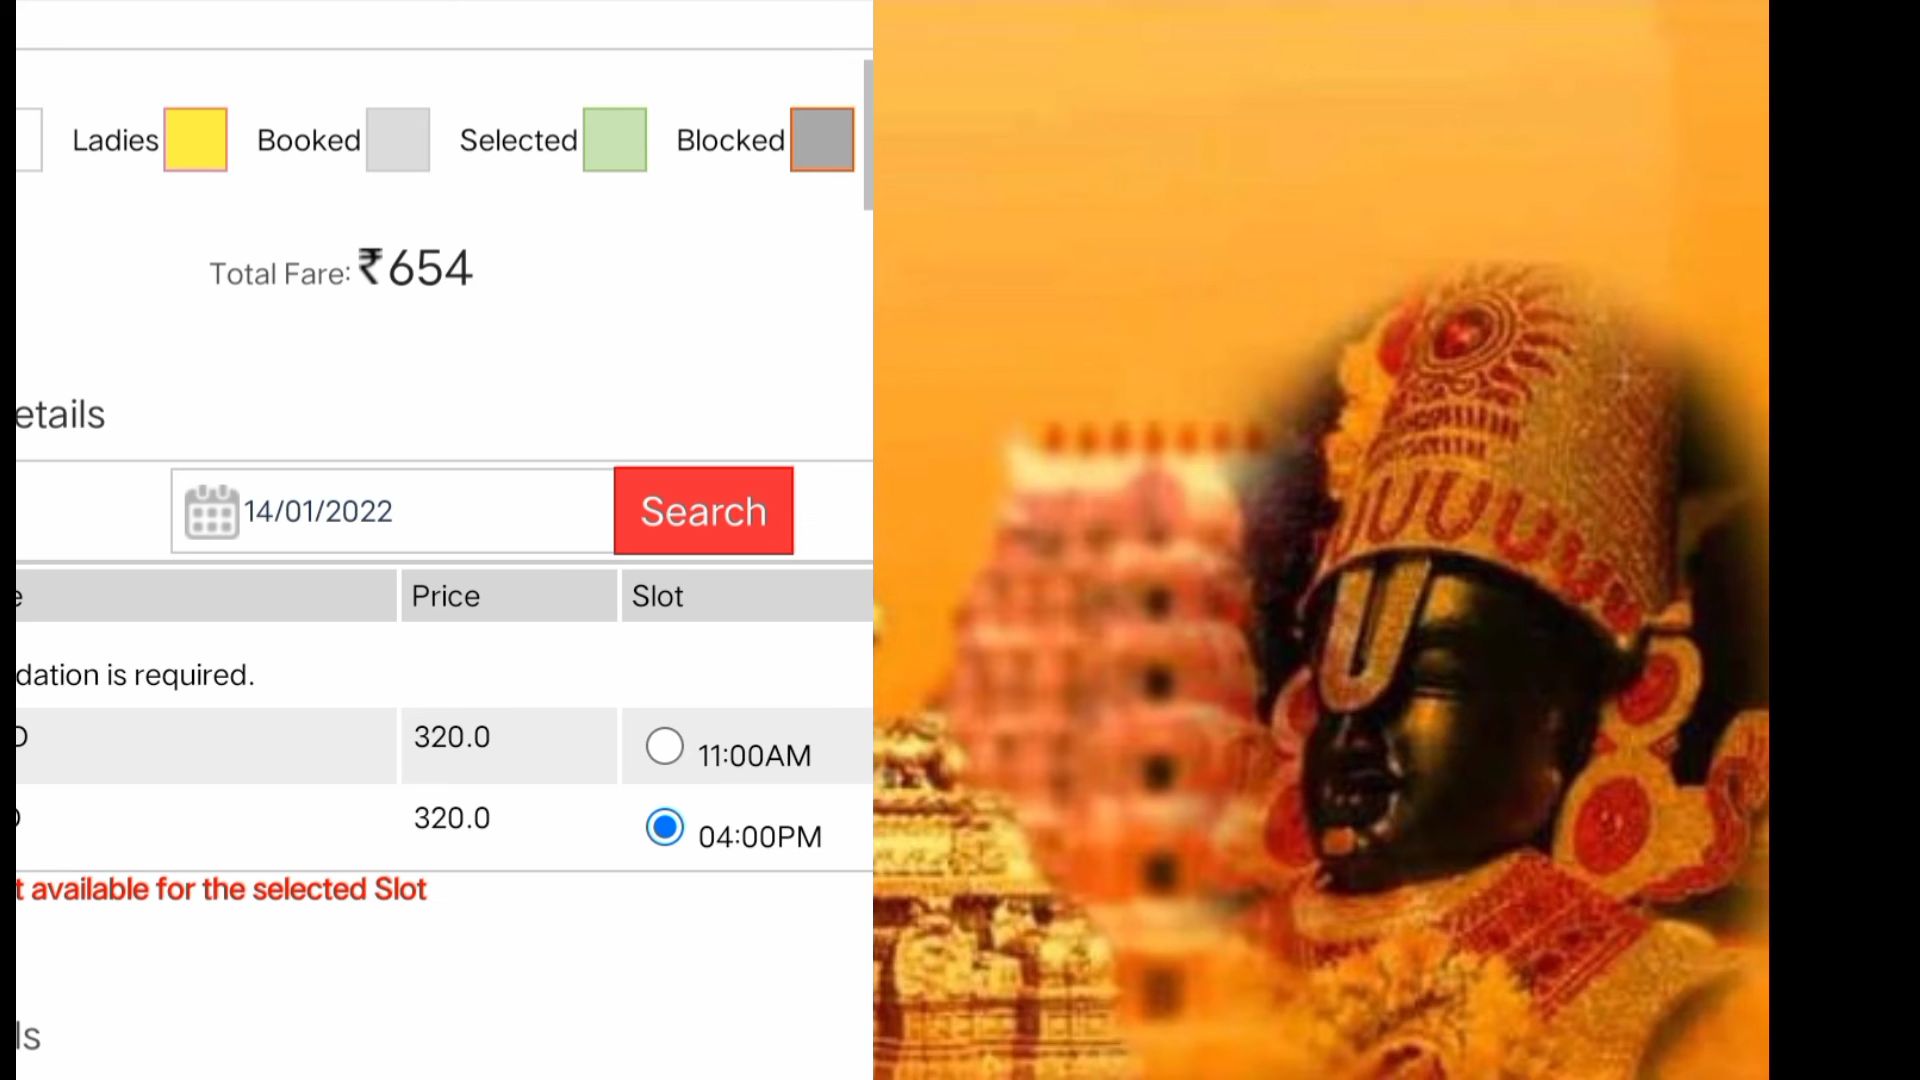 Ladies Booked Selected Blocked
Total Fare: ₹654
etails
14/01/2022 Search
e Price Slot
dation is required.
D 320.0 11:00AM
D 320.0 04:00PM
t available for the selected Slot
ls